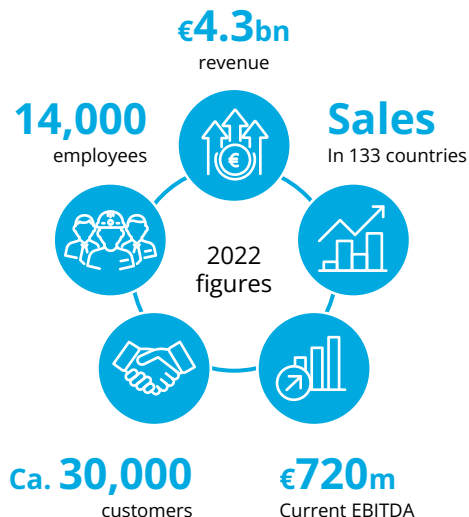 €4.3bn
revenue
14,000
employees
Sales
In 133 countries
€
2022
figures
Ca. 30,000
customers
€720m
Current EBITDA